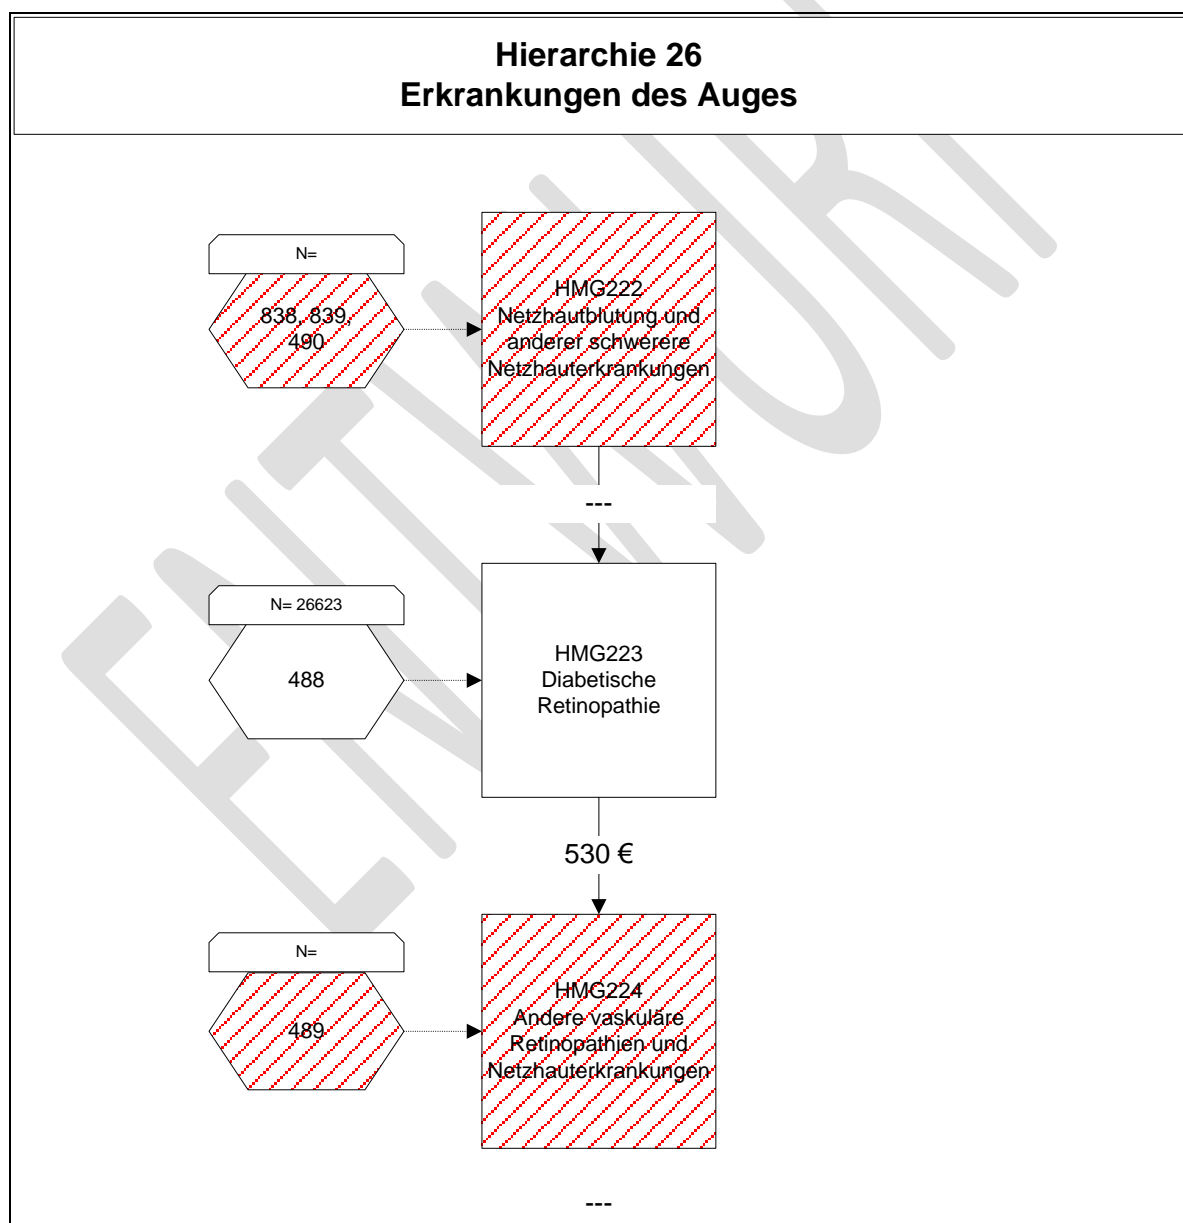 Hierarchie 26
Erkrankungen des Auges
ENTWURF
N=
838, 839,
490
HMG222
Netzhautblutung und
anderer schwerere
Netzhauterkrankungen
---
N= 26623
488
HMG223
Diabetische
Retinopathie
530 €
N=
489
HMG224
Andere vaskuläre
Retinopathien und
Netzhauterkrankungen
---